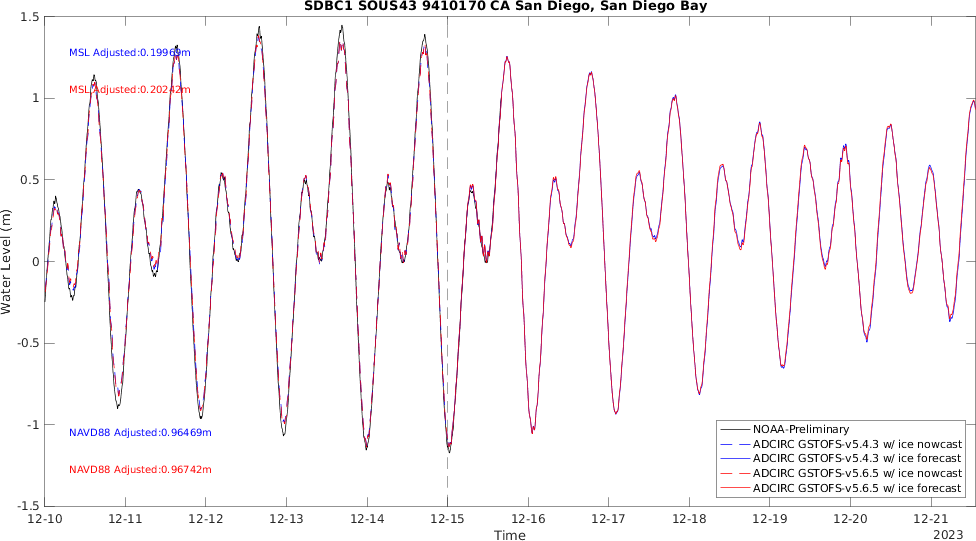 SDBC1 SOUS43 9410170 CA San Diego, San Diego Bay
1.5
MSL Adjusted:0.19969m
MSL Adjusted:0.20242m
1
0.5
0
-0.5
-1
-1.5
Water Level (m)
NAVD88 Adjusted:0.96469m
NAVD88 Adjusted:0.96742m
NOAA-Preliminary
ADCIRC GSTOFS-v5.4.3 w/ ice nowcast
ADCIRC GSTOFS-v5.4.3 w/ ice forecast
ADCIRC GSTOFS-v5.6.5 w/ ice nowcast
ADCIRC GSTOFS-v5.6.5 w/ ice forecast
12-10 12-11 12-12 12-13 12-14 12-15 12-16 12-17 12-18 12-19 12-20 12-21
Time
2023